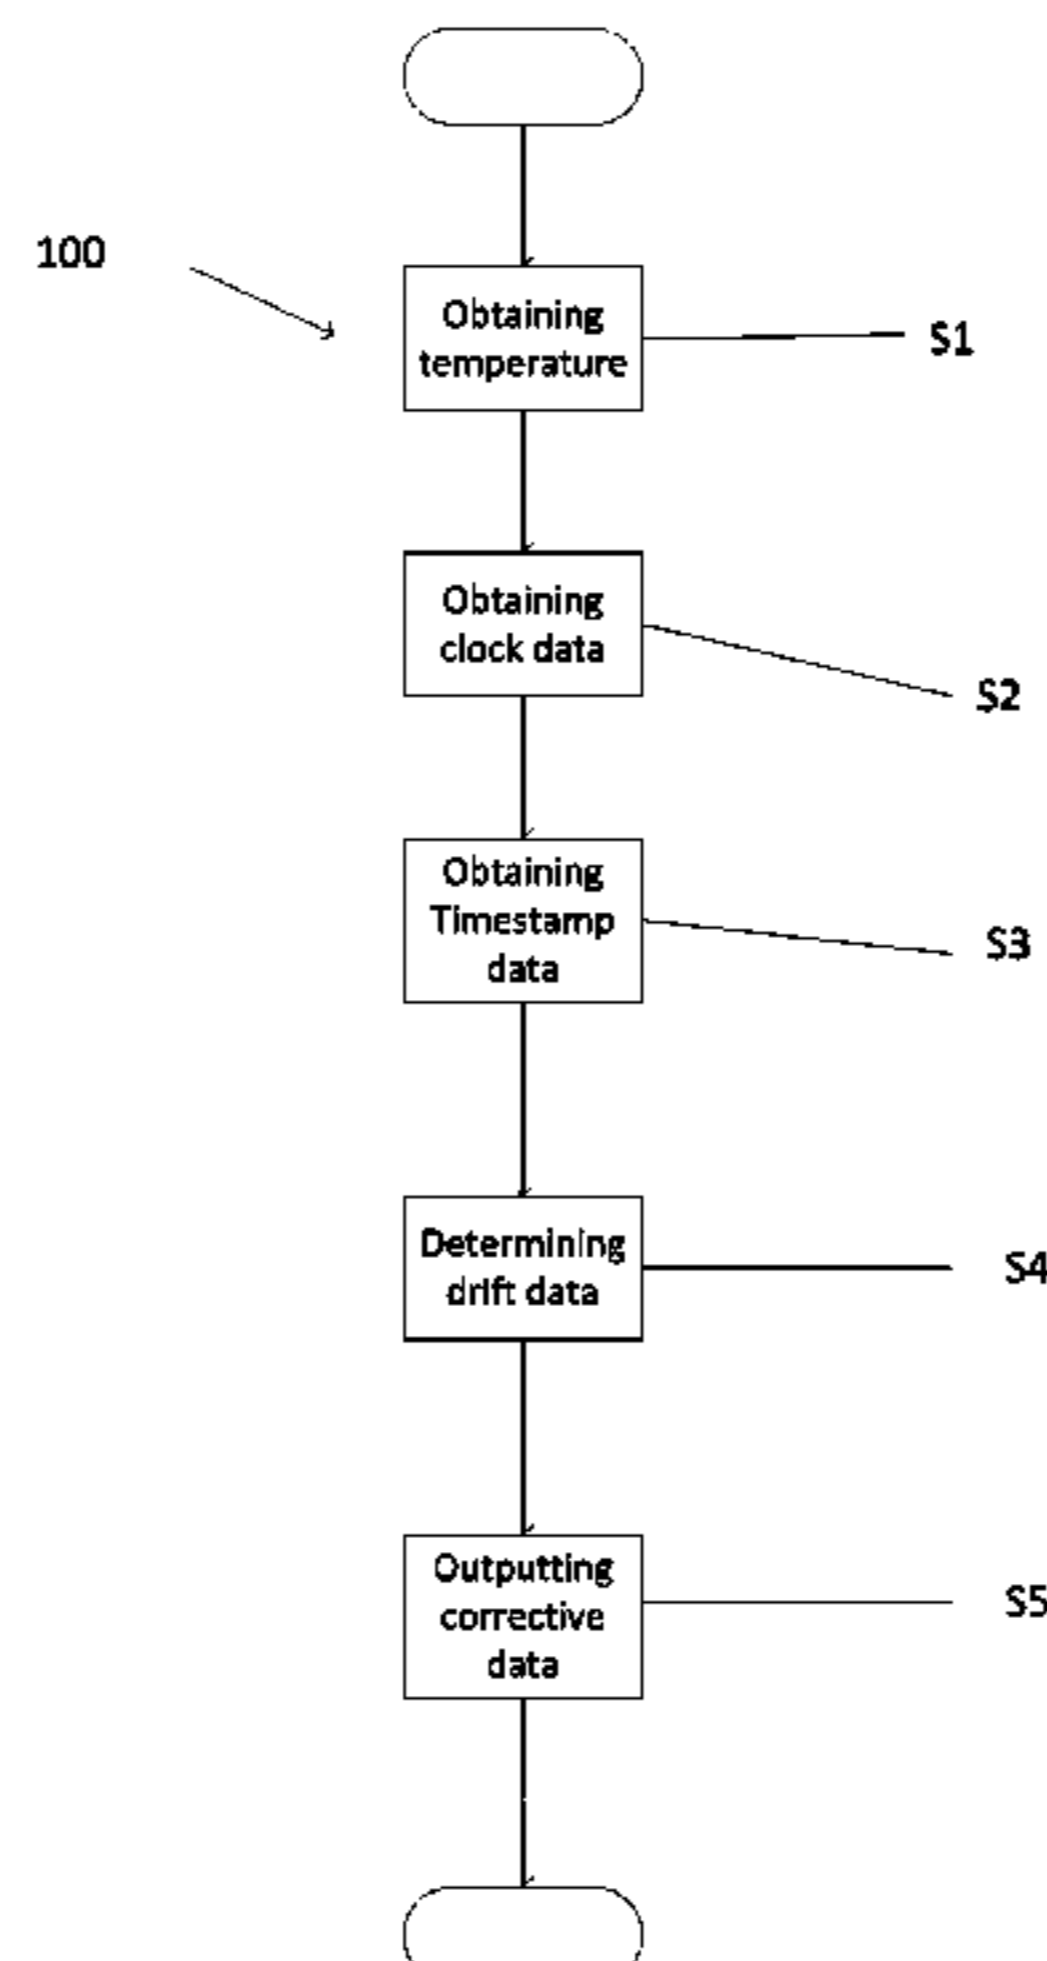 100
Obtaining
temperature
S1
Obtaining
clock data
S2
Obtaining
Timestamp
data
S3
Determining
drift data
S4
Outputting
corrective
data
S5